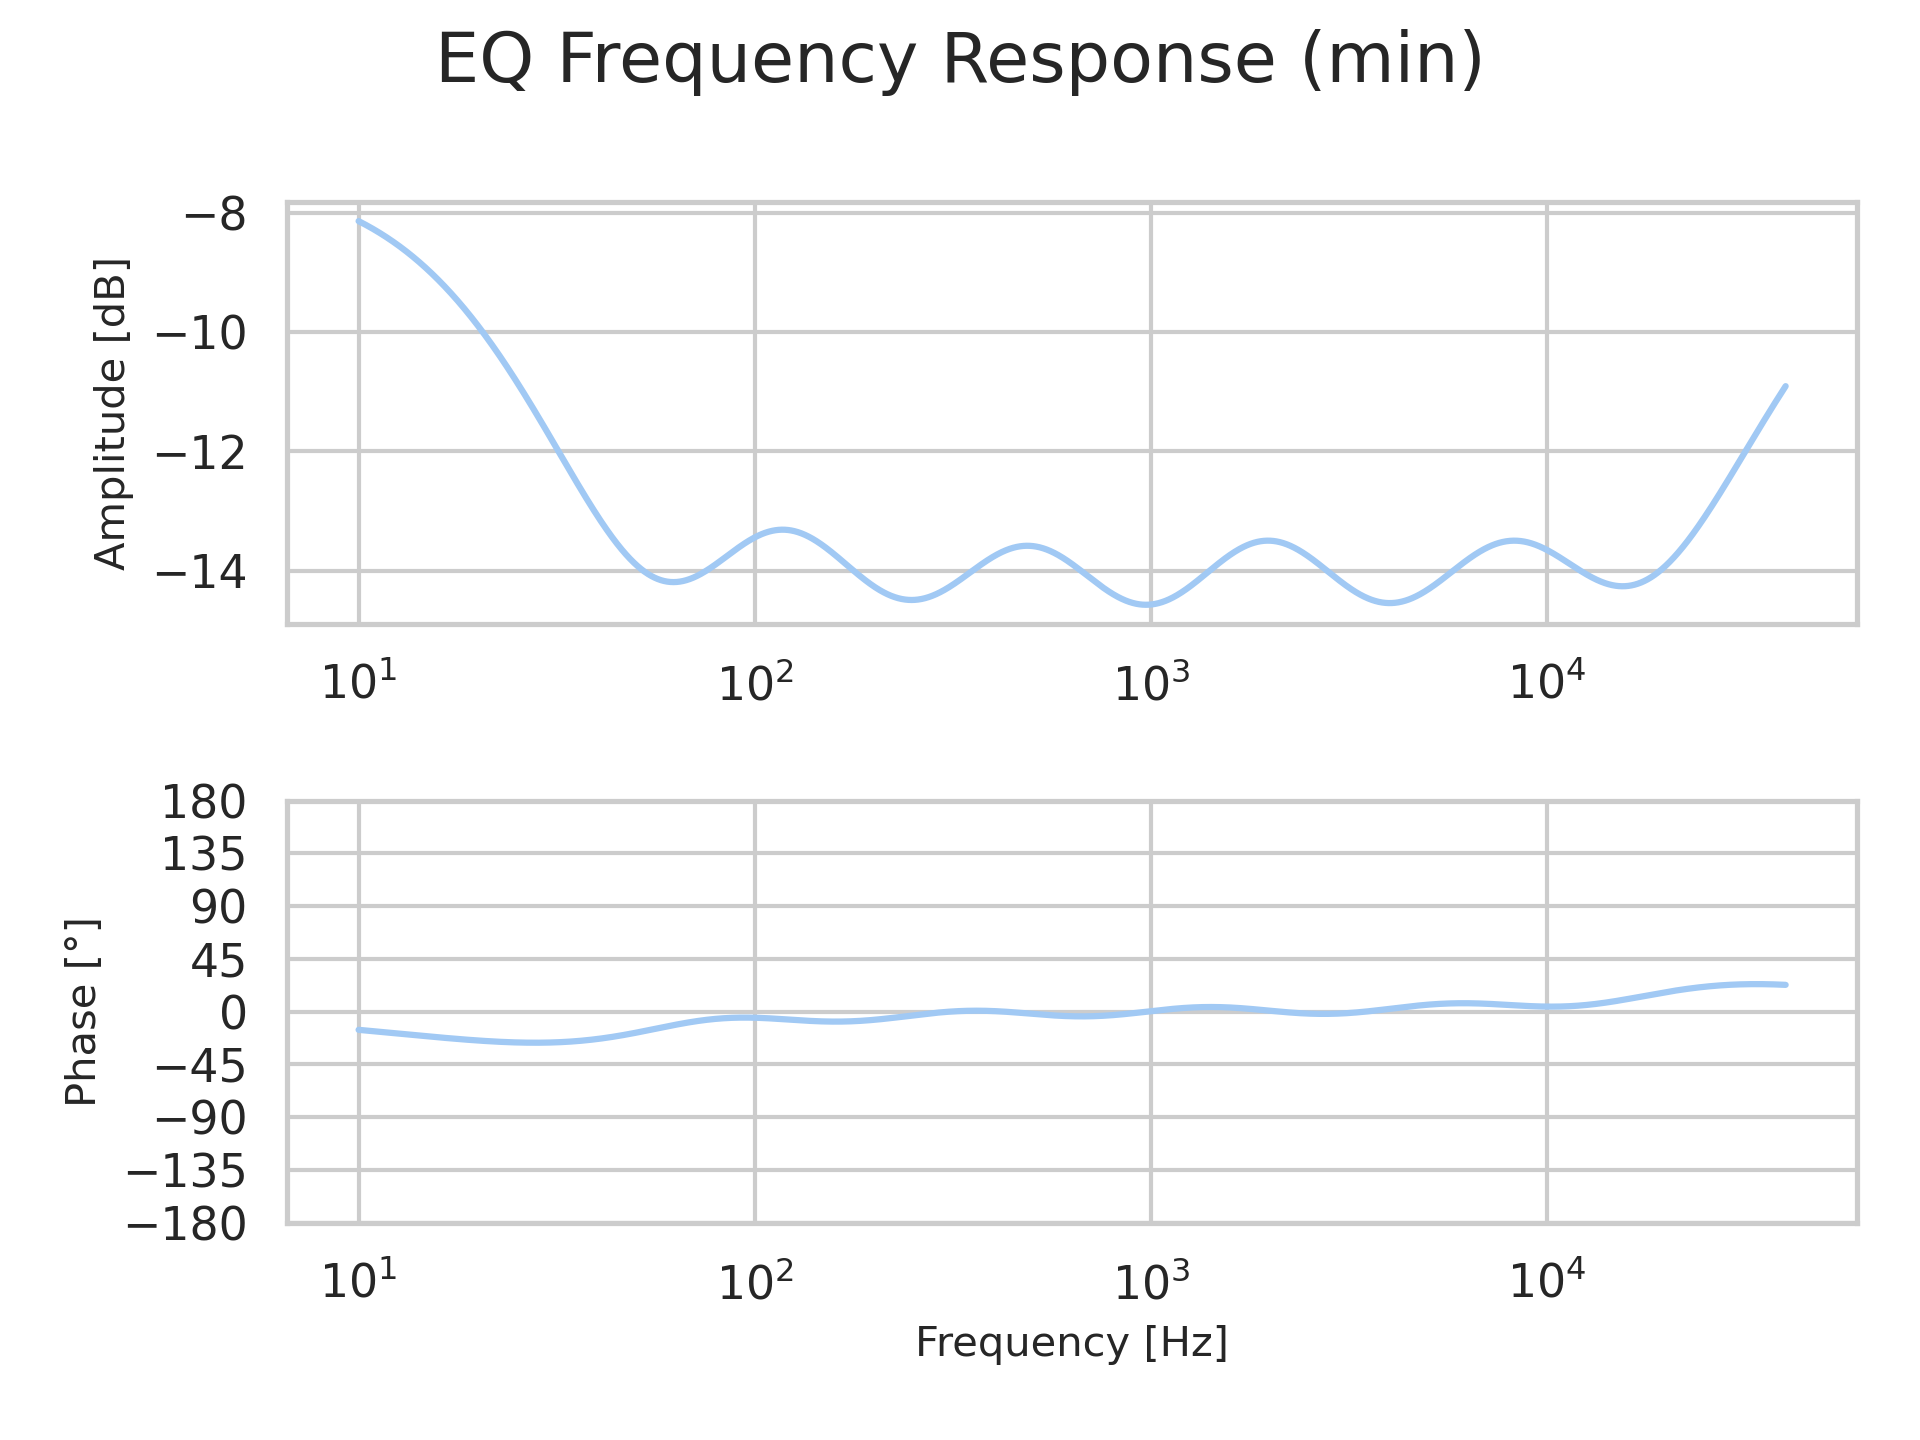 EQ Frequency Response (min)
Amplitude [dB]
−8
−10
−12
−14
10¹ 10² 10³ 10⁴
Phase [°]
180
135
90
45
0
−45
−90
−135
−180
10¹ 10² 10³ 10⁴
Frequency [Hz]